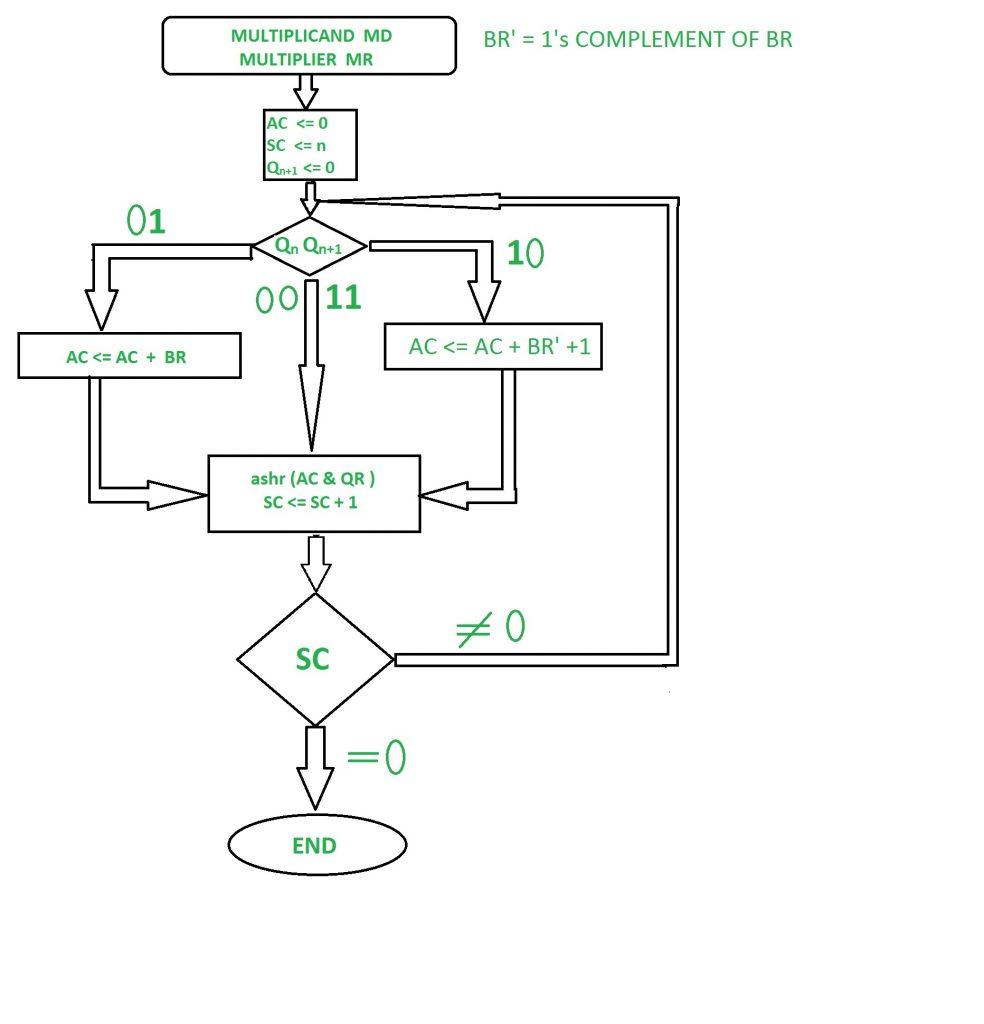 MULTIPLICAND MD
MULTIPLIER MR
BR' = 1's COMPLEMENT OF BR
AC <= 0
SC <= n
Qn+1 <= 0
01
Qn Qn+1
10
00 11
AC <= AC + BR
AC <= AC + BR' +1
ashr (AC & QR )
SC <= SC + 1
SC
≠ 0
= 0
END